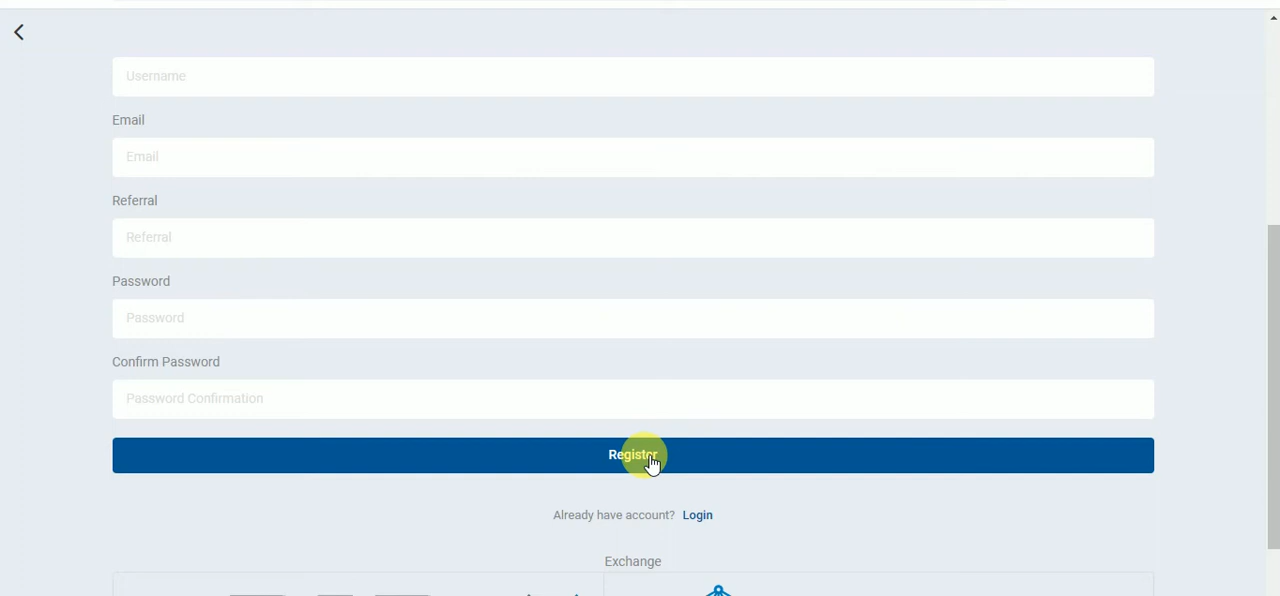 Username
Email
Email
Referral
Referral
Password
Password
Confirm Password
Password Confirmation
Register
Already have account? Login
Exchange